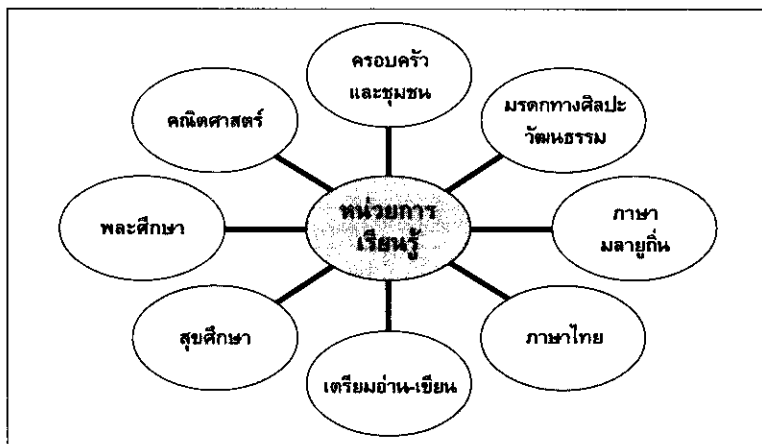 ครอบครัว
และชุมชน
มรดกทางศิลปะ
วัฒนธรรม
ภาษา
มลายูถิ่น
ภาษาไทย
เตรียมอ่าน-เขียน
สุขศึกษา
พละศึกษา
คณิตศาสตร์
หน่วยการ
เรียนรู้